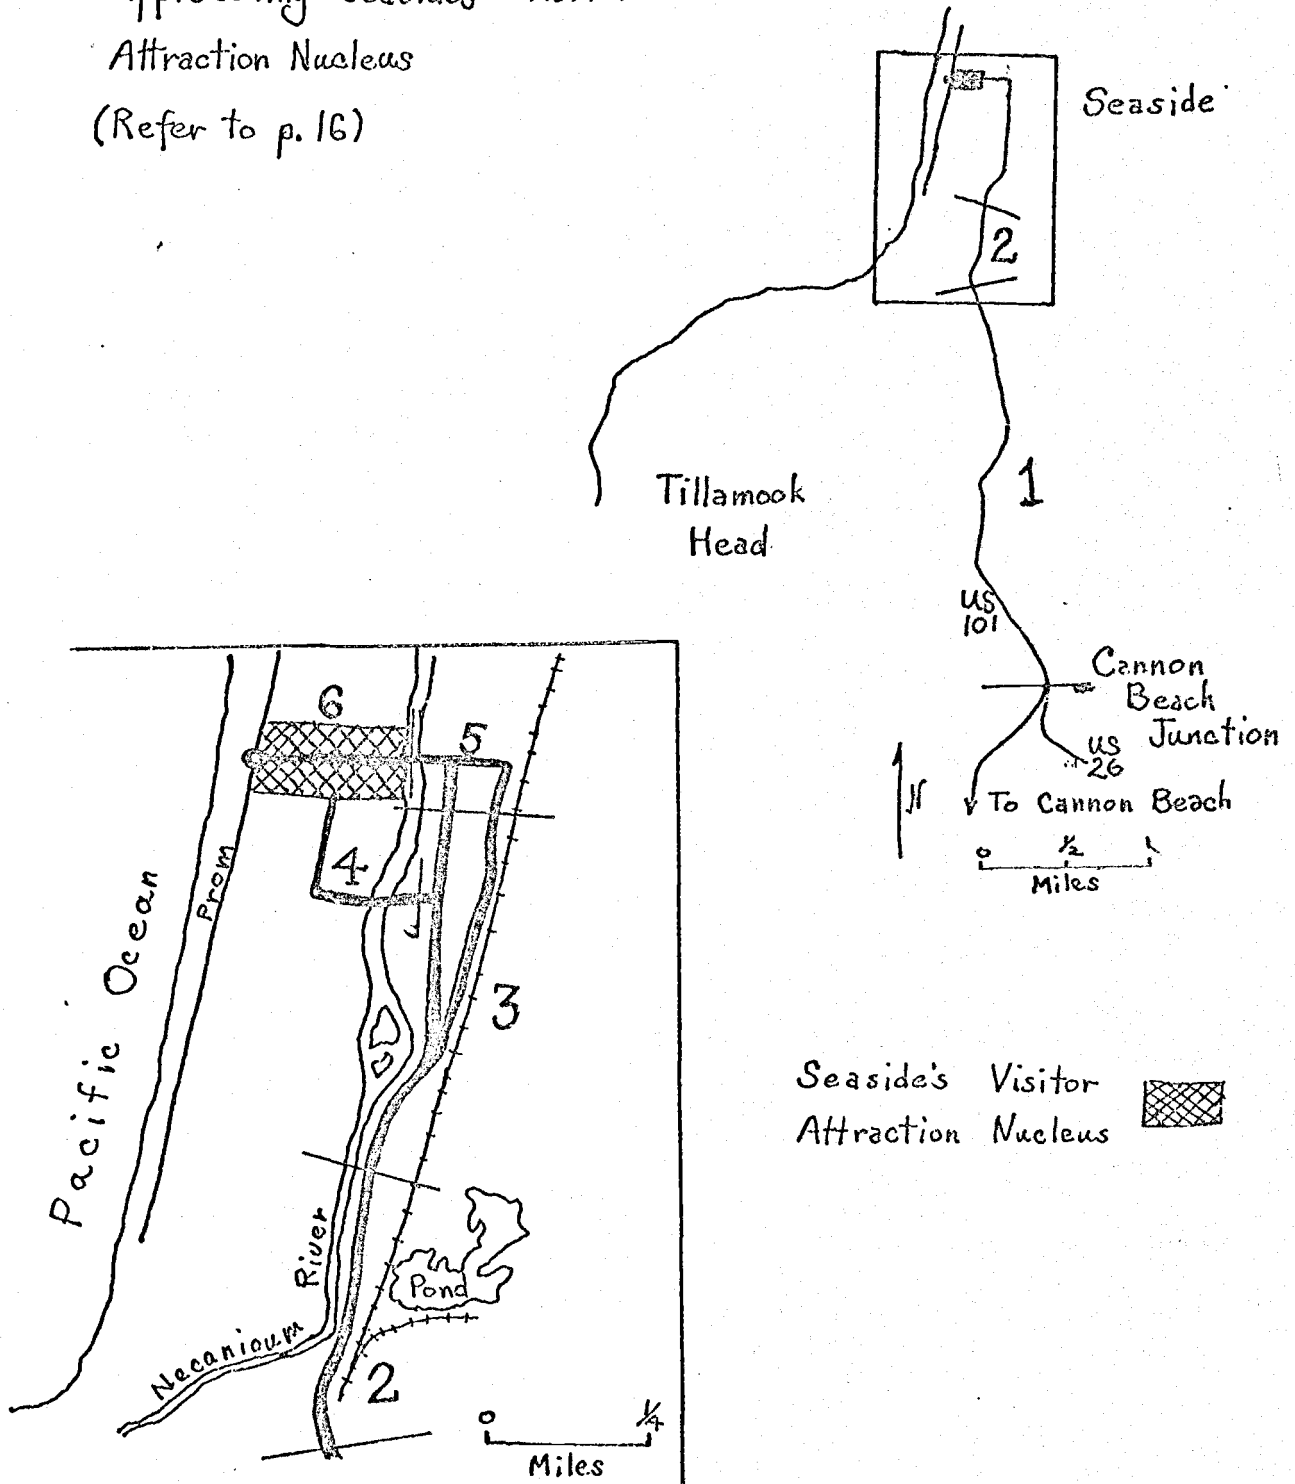 Attraction Nucleus
(Refer to p. 16)
Seaside
2
1
Tillamook
Head
US
101
Cannon
Beach
Junction
US
26
N
To Cannon Beach
0 1/2 1
Miles
6
5
4
3
Prom
Pacific Ocean
River
Necanioum
Pond
2
0 1/4
Miles
Seaside's Visitor
Attraction Nucleus